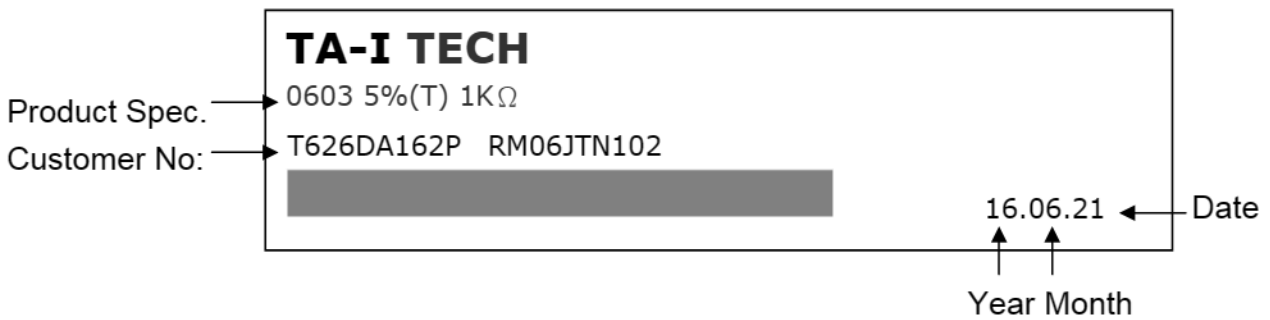 TA-I TECH
Product Spec. 0603 5%(T) 1KΩ
Customer No: T626DA162P RM06JTN102
16.06.21 Date
Year Month